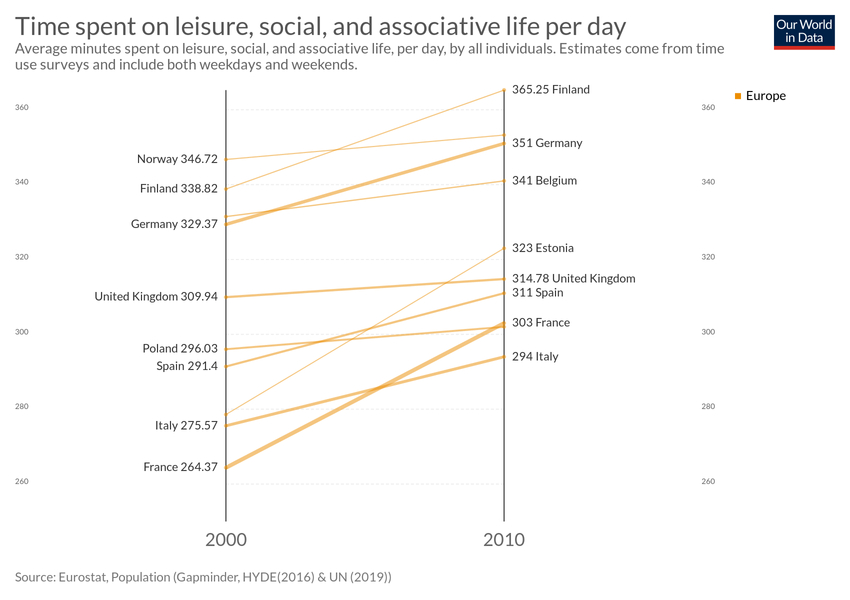 Time spent on leisure, social, and associative life per day
Our World
in Data
Average minutes spent on leisure, social, and associative life, per day, by all individuals. Estimates come from time
use surveys and include both weekdays and weekends.
365.25 Finland
Europe
360
360
351 Germany
Norway 346.72
340
340
341 Belgium
Finland 338.82
Germany 329.37
323 Estonia
320
320
314.78 United Kingdom
United Kingdom 309.94
311 Spain
303 France
300
300
Poland 296.03
294 Italy
Spain 291.4
280
280
Italy 275.57
France 264.37
260
260
2000
2010
Source: Eurostat, Population (Gapminder, HYDE(2016) & UN (2019))